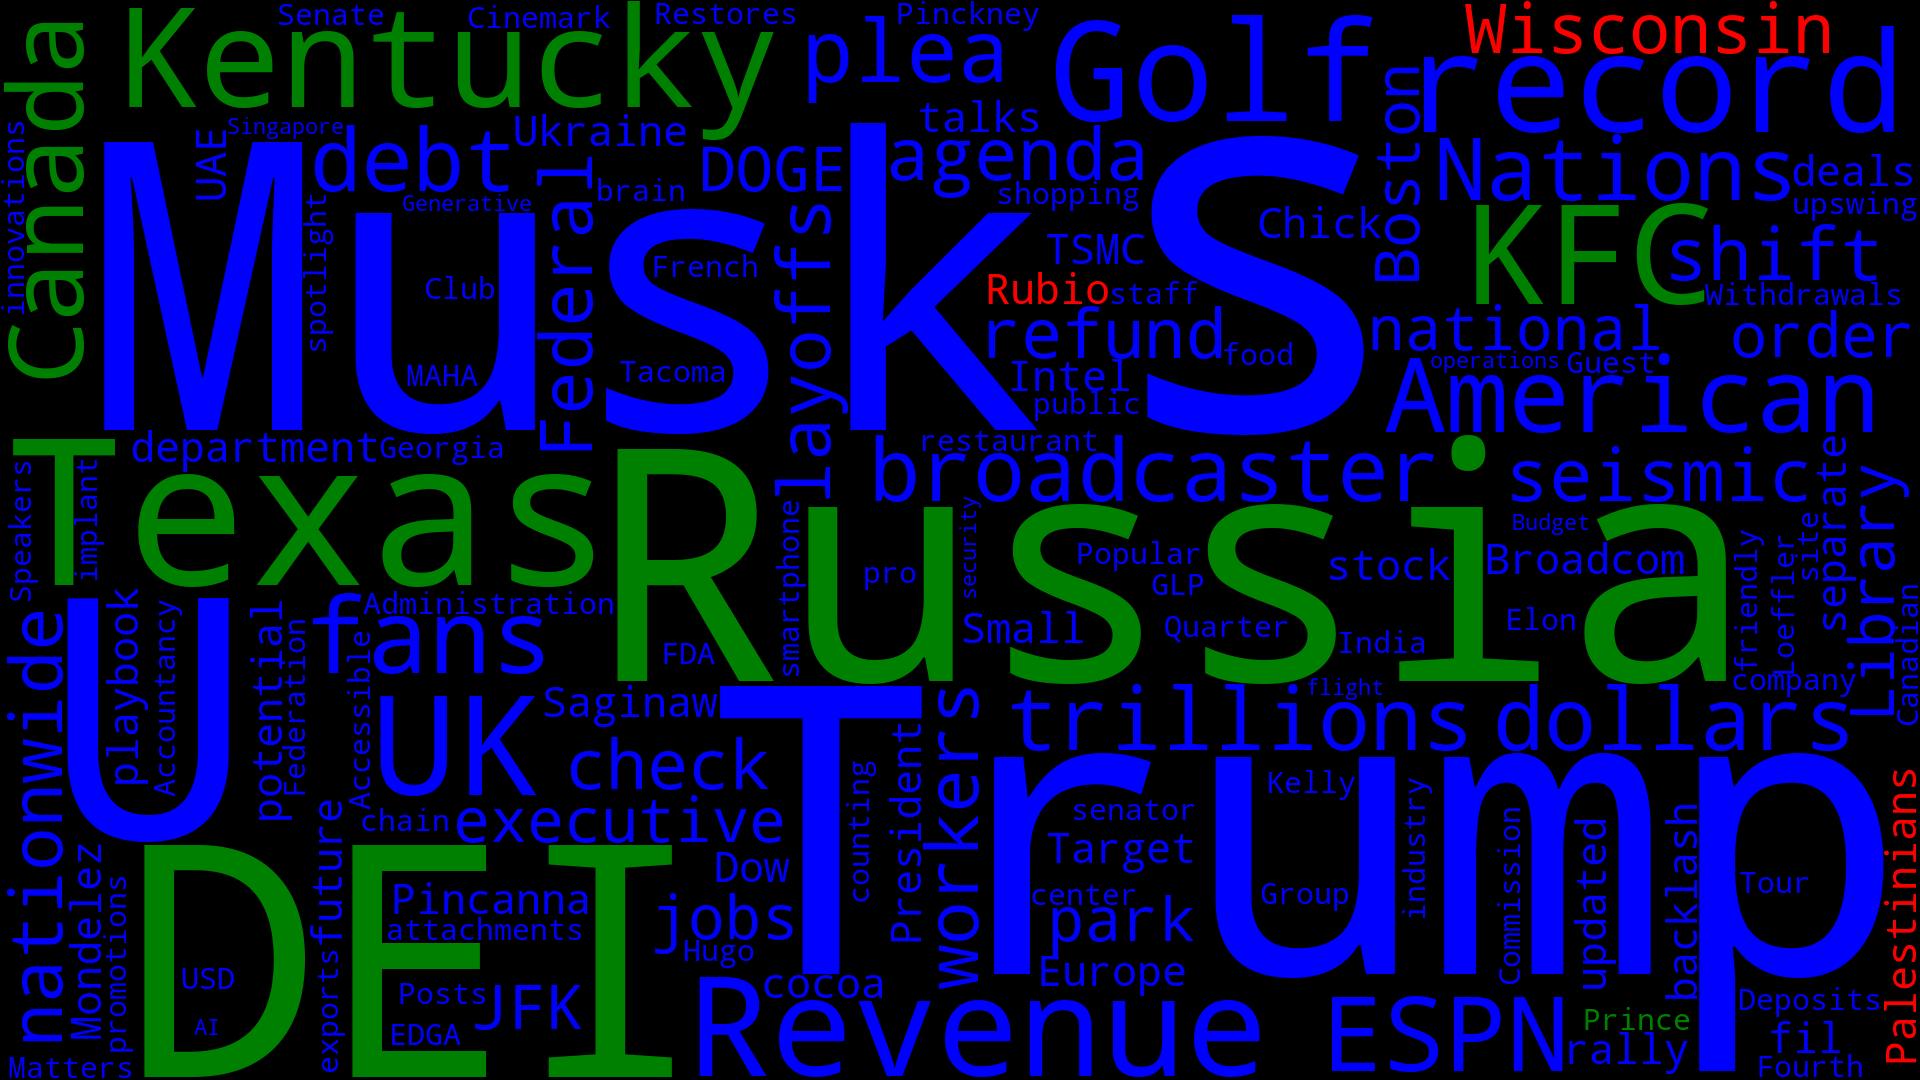 Senate
Cinemark
Restores
Pinckney
Wisconsin
Canada
Kentucky
plea
Golf
record
innovations
UAE
Singapore
debt
Ukraine
talks
DOGE
agenda
Boston
Nations
deals
Musk
S
spotlight
Generative
Federal
brain
layoffs
shopping
Chick
upswing
KFC
shift
Club
French
TSMC
Rubio
staff
Withdrawals
refund
national
order
MAHA
Tacoma
food
Intel
public
operations
Guest
American
department
Georgia
restaurant
broadcaster
seismic
separate
Library
Texas
Russia
Speakers
implant
smartphone
pro
security
Popular
GLP
stock
Budget
Broadcom
friendly
Loeffler
site
Small
Quarter
India
Elon
FDA
company
Canadian
nationwide
U
playbook
Accountancy
potential
Federation
Administration
fans
Accessible
UK
Saginaw
check
chain
executive
future
flight
trillions
dollars
Trump
counting
President
workers
senator
Target
center
park
Europe
Kelly
Group
industry
Commission
updated
backlash
Tour
Palestinians
Mondelez
promotions
DEI
exports
Pincanna
attachments
Dow
jobs
Hugo
cocoa
USD
AI
Posts
EDGA
JFK
Revenue
ESPN
Prince
rally
Deposits
fil
Fourth
Matters